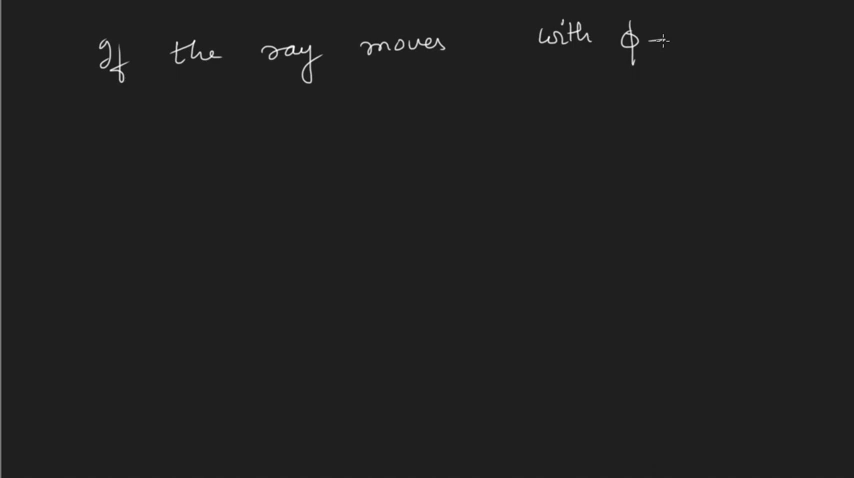 If the ray moves with ϕ -